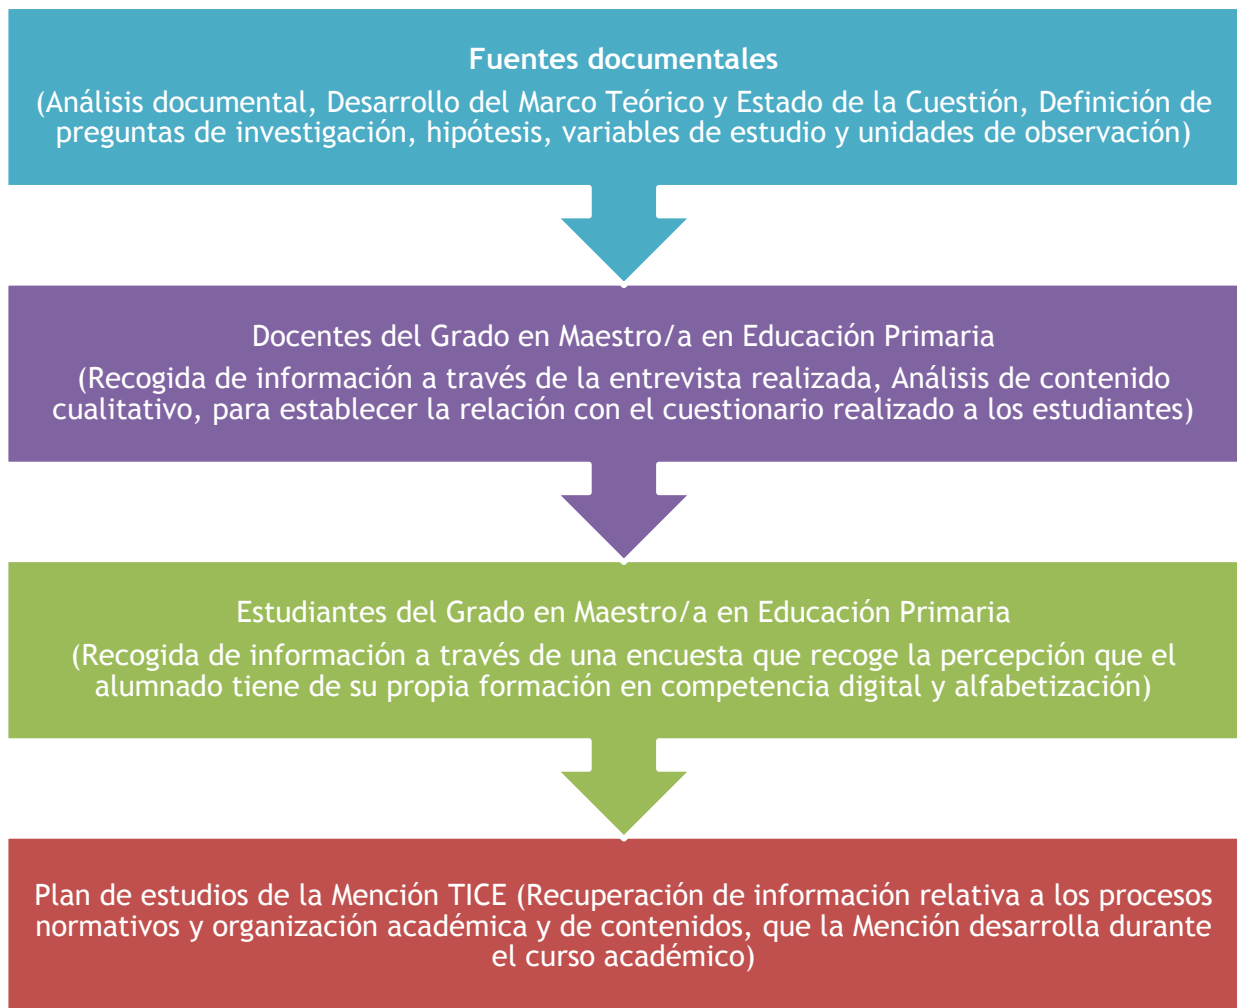 Fuentes documentales
(Análisis documental, Desarrollo del Marco Teórico y Estado de la Cuestión, Definición de
preguntas de investigación, hipótesis, variables de estudio y unidades de observación)
Docentes del Grado en Maestro/a en Educación Primaria
(Recogida de información a través de la entrevista realizada, Análisis de contenido
cualitativo, para establecer la relación con el cuestionario realizado a los estudiantes)
Estudiantes del Grado en Maestro/a en Educación Primaria
(Recogida de información a través de una encuesta que recoge la percepción que el
alumnado tiene de su propia formación en competencia digital y alfabetización)
Plan de estudios de la Mención TICE (Recuperación de información relativa a los procesos
normativos y organización académica y de contenidos, que la Mención desarrolla durante
el curso académico)